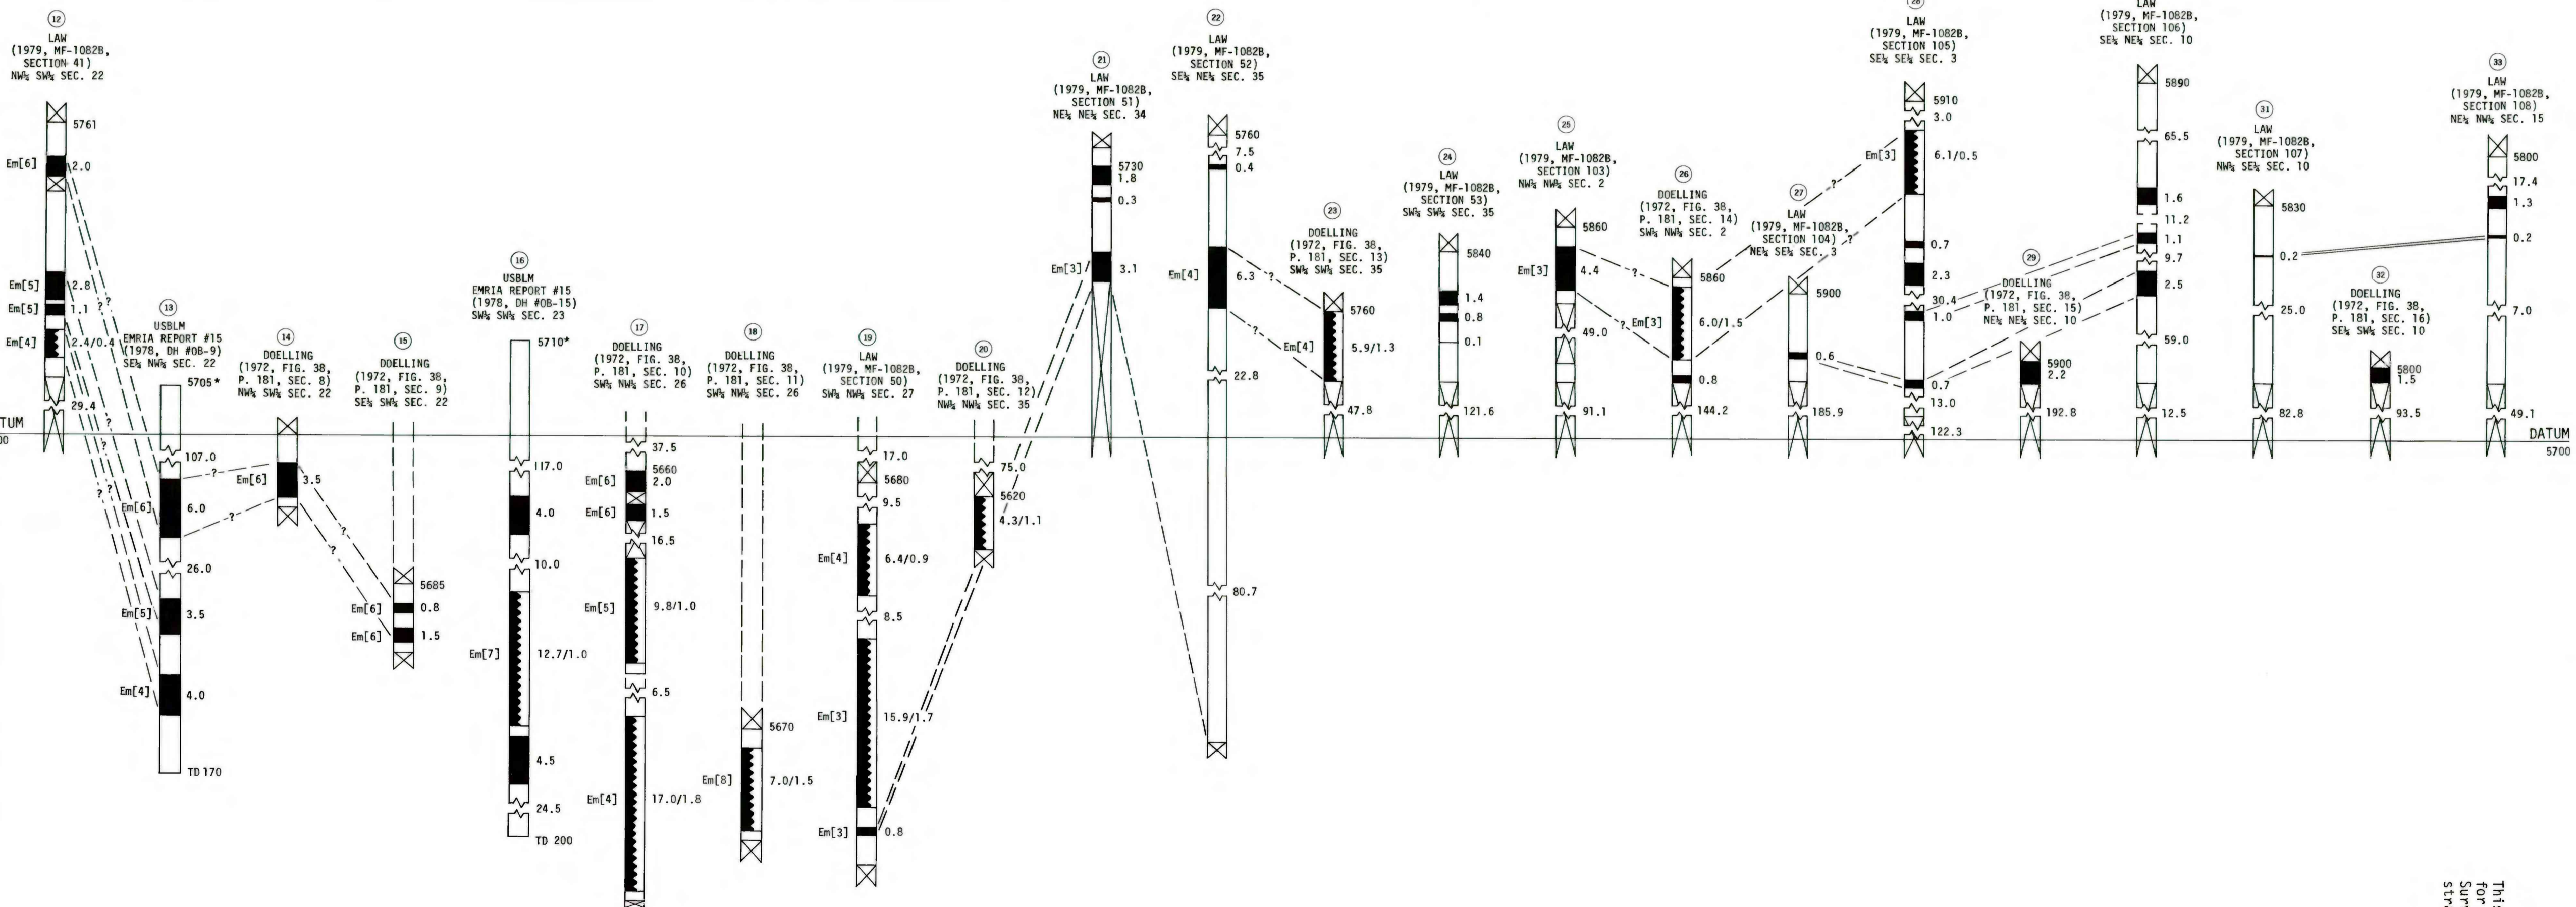 12
LAW
(1979, MF-1082B,
SECTION 41)
NW¼ SW¼ SEC. 22
5761
Em[6]
2.0
Em[5]
2.8
Em[5]
1.1
Em[4]
2.4/0.4
29.4
13
USBLM
EMRIA REPORT #15
(1978, DH #OB-9)
SE¼ NW¼ SEC. 22
5705*
107.0
Em[6]
6.0
26.0
Em[5]
3.5
Em[4]
4.0
TD 170
14
DOELLING
(1972, FIG. 38,
P. 181, SEC. 8)
NW¼ SW¼ SEC. 22
Em[6]
3.5
15
DOELLING
(1972, FIG. 38,
P. 181, SEC. 9)
SE¼ SW¼ SEC. 22
5685
Em[6]
0.8
Em[6]
1.5
16
USBLM
EMRIA REPORT #15
(1978, DH #OB-15)
SW¼ SW¼ SEC. 23
5710*
117.0
4.0
10.0
Em[7]
12.7/1.0
4.5
24.5
TD 200
17
DOELLING
(1972, FIG. 38,
P. 181, SEC. 10)
SW¼ NW¼ SEC. 26
37.5
5660
Em[6]
2.0
Em[6]
1.5
16.5
Em[5]
9.8/1.0
6.5
Em[4]
17.0/1.8
18
DOELLING
(1972, FIG. 38,
P. 181, SEC. 11)
SW¼ NW¼ SEC. 26
5670
Em[8]
7.0/1.5
19
LAW
(1979, MF-1082B,
SECTION 50)
SW¼ NW¼ SEC. 27
17.0
5680
9.5
Em[4]
6.4/0.9
8.5
Em[3]
15.9/1.7
Em[3]
0.8
20
DOELLING
(1972, FIG. 38,
P. 181, SEC. 12)
NW¼ NW¼ SEC. 35
75.0
5620
4.3/1.1
21
LAW
(1979, MF-1082B,
SECTION 51)
NE¼ NE¼ SEC. 34
5730
1.8
0.3
Em[3]
3.1
22
LAW
(1979, MF-1082B,
SECTION 52)
SE¼ NE¼ SEC. 35
5760
7.5
0.4
Em[4]
6.3
22.8
80.7
23
DOELLING
(1972, FIG. 38,
P. 181, SEC. 13)
SW¼ SW¼ SEC. 35
5760
Em[4]
5.9/1.3
47.8
24
LAW
(1979, MF-1082B,
SECTION 53)
SW¼ SW¼ SEC. 35
5840
1.4
0.8
0.1
121.6
25
LAW
(1979, MF-1082B,
SECTION 103)
NW¼ NW¼ SEC. 2
5860
Em[3]
4.4
49.0
91.1
26
DOELLING
(1972, FIG. 38,
P. 181, SEC. 14)
SW¼ NW¼ SEC. 2
5860
Em[3]
6.0/1.5
0.8
144.2
27
LAW
(1979, MF-1082B,
SECTION 104)
NE¼ SE¼ SEC. 3
5900
0.6
185.9
28
LAW
(1979, MF-1082B,
SECTION 105)
SE¼ SE¼ SEC. 3
5910
3.0
Em[3]
6.1/0.5
0.7
2.3
30.4
1.0
0.7
13.0
122.3
29
DOELLING
(1972, FIG. 38,
P. 181, SEC. 15)
NE¼ NE¼ SEC. 10
5900
2.2
192.8
LAW
(1979, MF-1082B,
SECTION 106)
SE¼ NE¼ SEC. 10
5890
65.5
1.6
11.2
1.1
9.7
2.5
59.0
12.5
31
LAW
(1979, MF-1082B,
SECTION 107)
NW¼ SE¼ SEC. 10
5830
0.2
25.0
82.8
32
DOELLING
(1972, FIG. 38,
P. 181, SEC. 16)
SE¼ SW¼ SEC. 10
5800
1.5
93.5
33
LAW
(1979, MF-1082B,
SECTION 108)
NE¼ NW¼ SEC. 15
5800
17.4
1.3
0.2
7.0
49.1
TUM
00
DATUM
5700
? ? ? ? ? ? ? ? ? ? ? ? ? ? ? ?
Thi
for
Sur
str